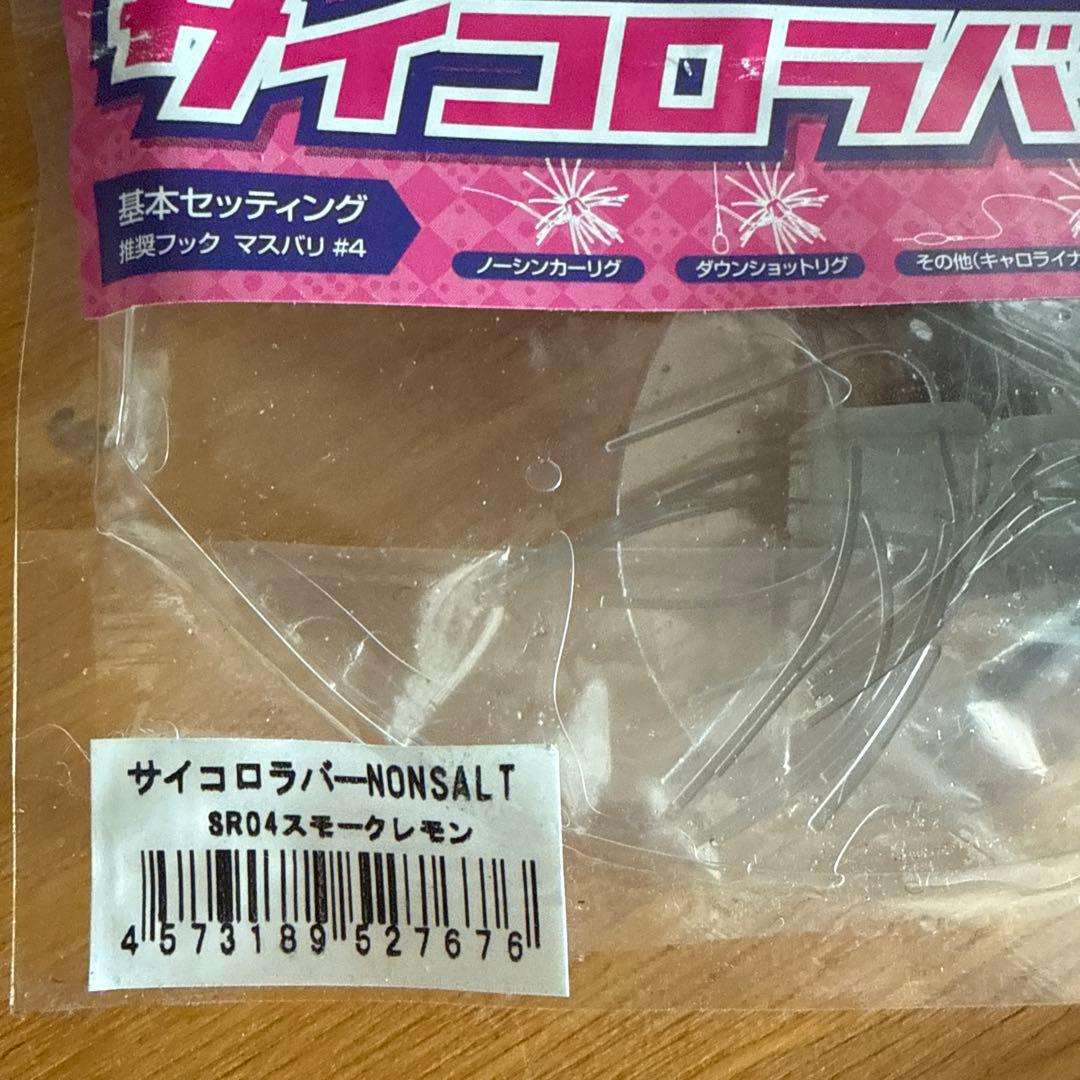 サイコロラバ
基本セッティング
推奨フック マスバリ #4
ノーシンカーリグ
ダウンショットリグ
その他(キャロライナ
サイコロラバーNONSALT
SR04スモークレモン
4573189527676